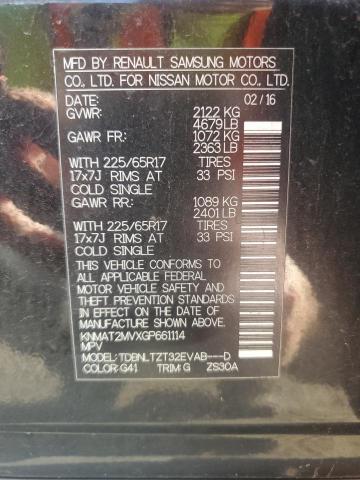 MFD BY RENAULT SAMSUNG MOTORS
CO., LTD. FOR NISSAN MOTOR CO., LTD.
DATE: 02 / 16
GVWR: 2122 KG
4679 LB
GAWR FR: 1072 KG
2363 LB
WITH 225/65R17 TIRES
17x7J RIMS AT 33 PSI
COLD SINGLE
GAWR RR: 1089 KG
2401 LB
WITH 225/65R17 TIRES
17x7J RIMS AT 33 PSI
COLD SINGLE
THIS VEHICLE CONFORMS TO
ALL APPLICABLE FEDERAL
MOTOR VEHICLE SAFETY AND
THEFT PREVENTION STANDARDS
IN EFFECT ON THE DATE OF
MANUFACTURE SHOWN ABOVE.
KNMAT2MVXGP661114
MPV
MODEL: TDBNLTZT32EVAB---D
COLOR: G41 TRIM: G ZS30A